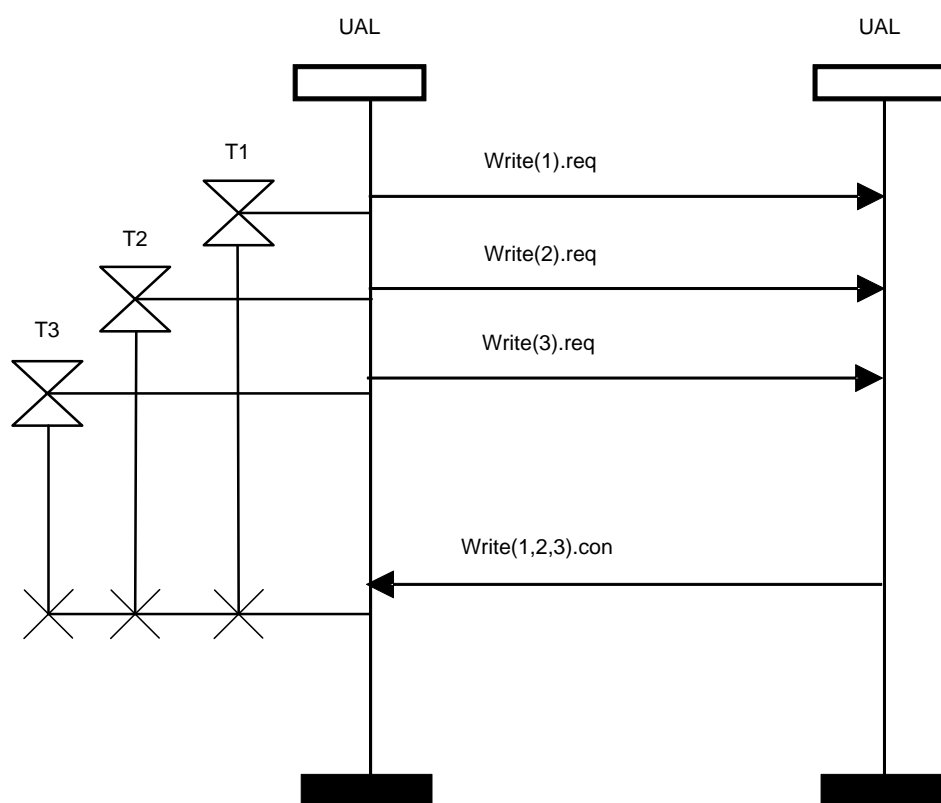 UAL
UAL
T1
Write(1).req
T2
Write(2).req
T3
Write(3).req
Write(1,2,3).con